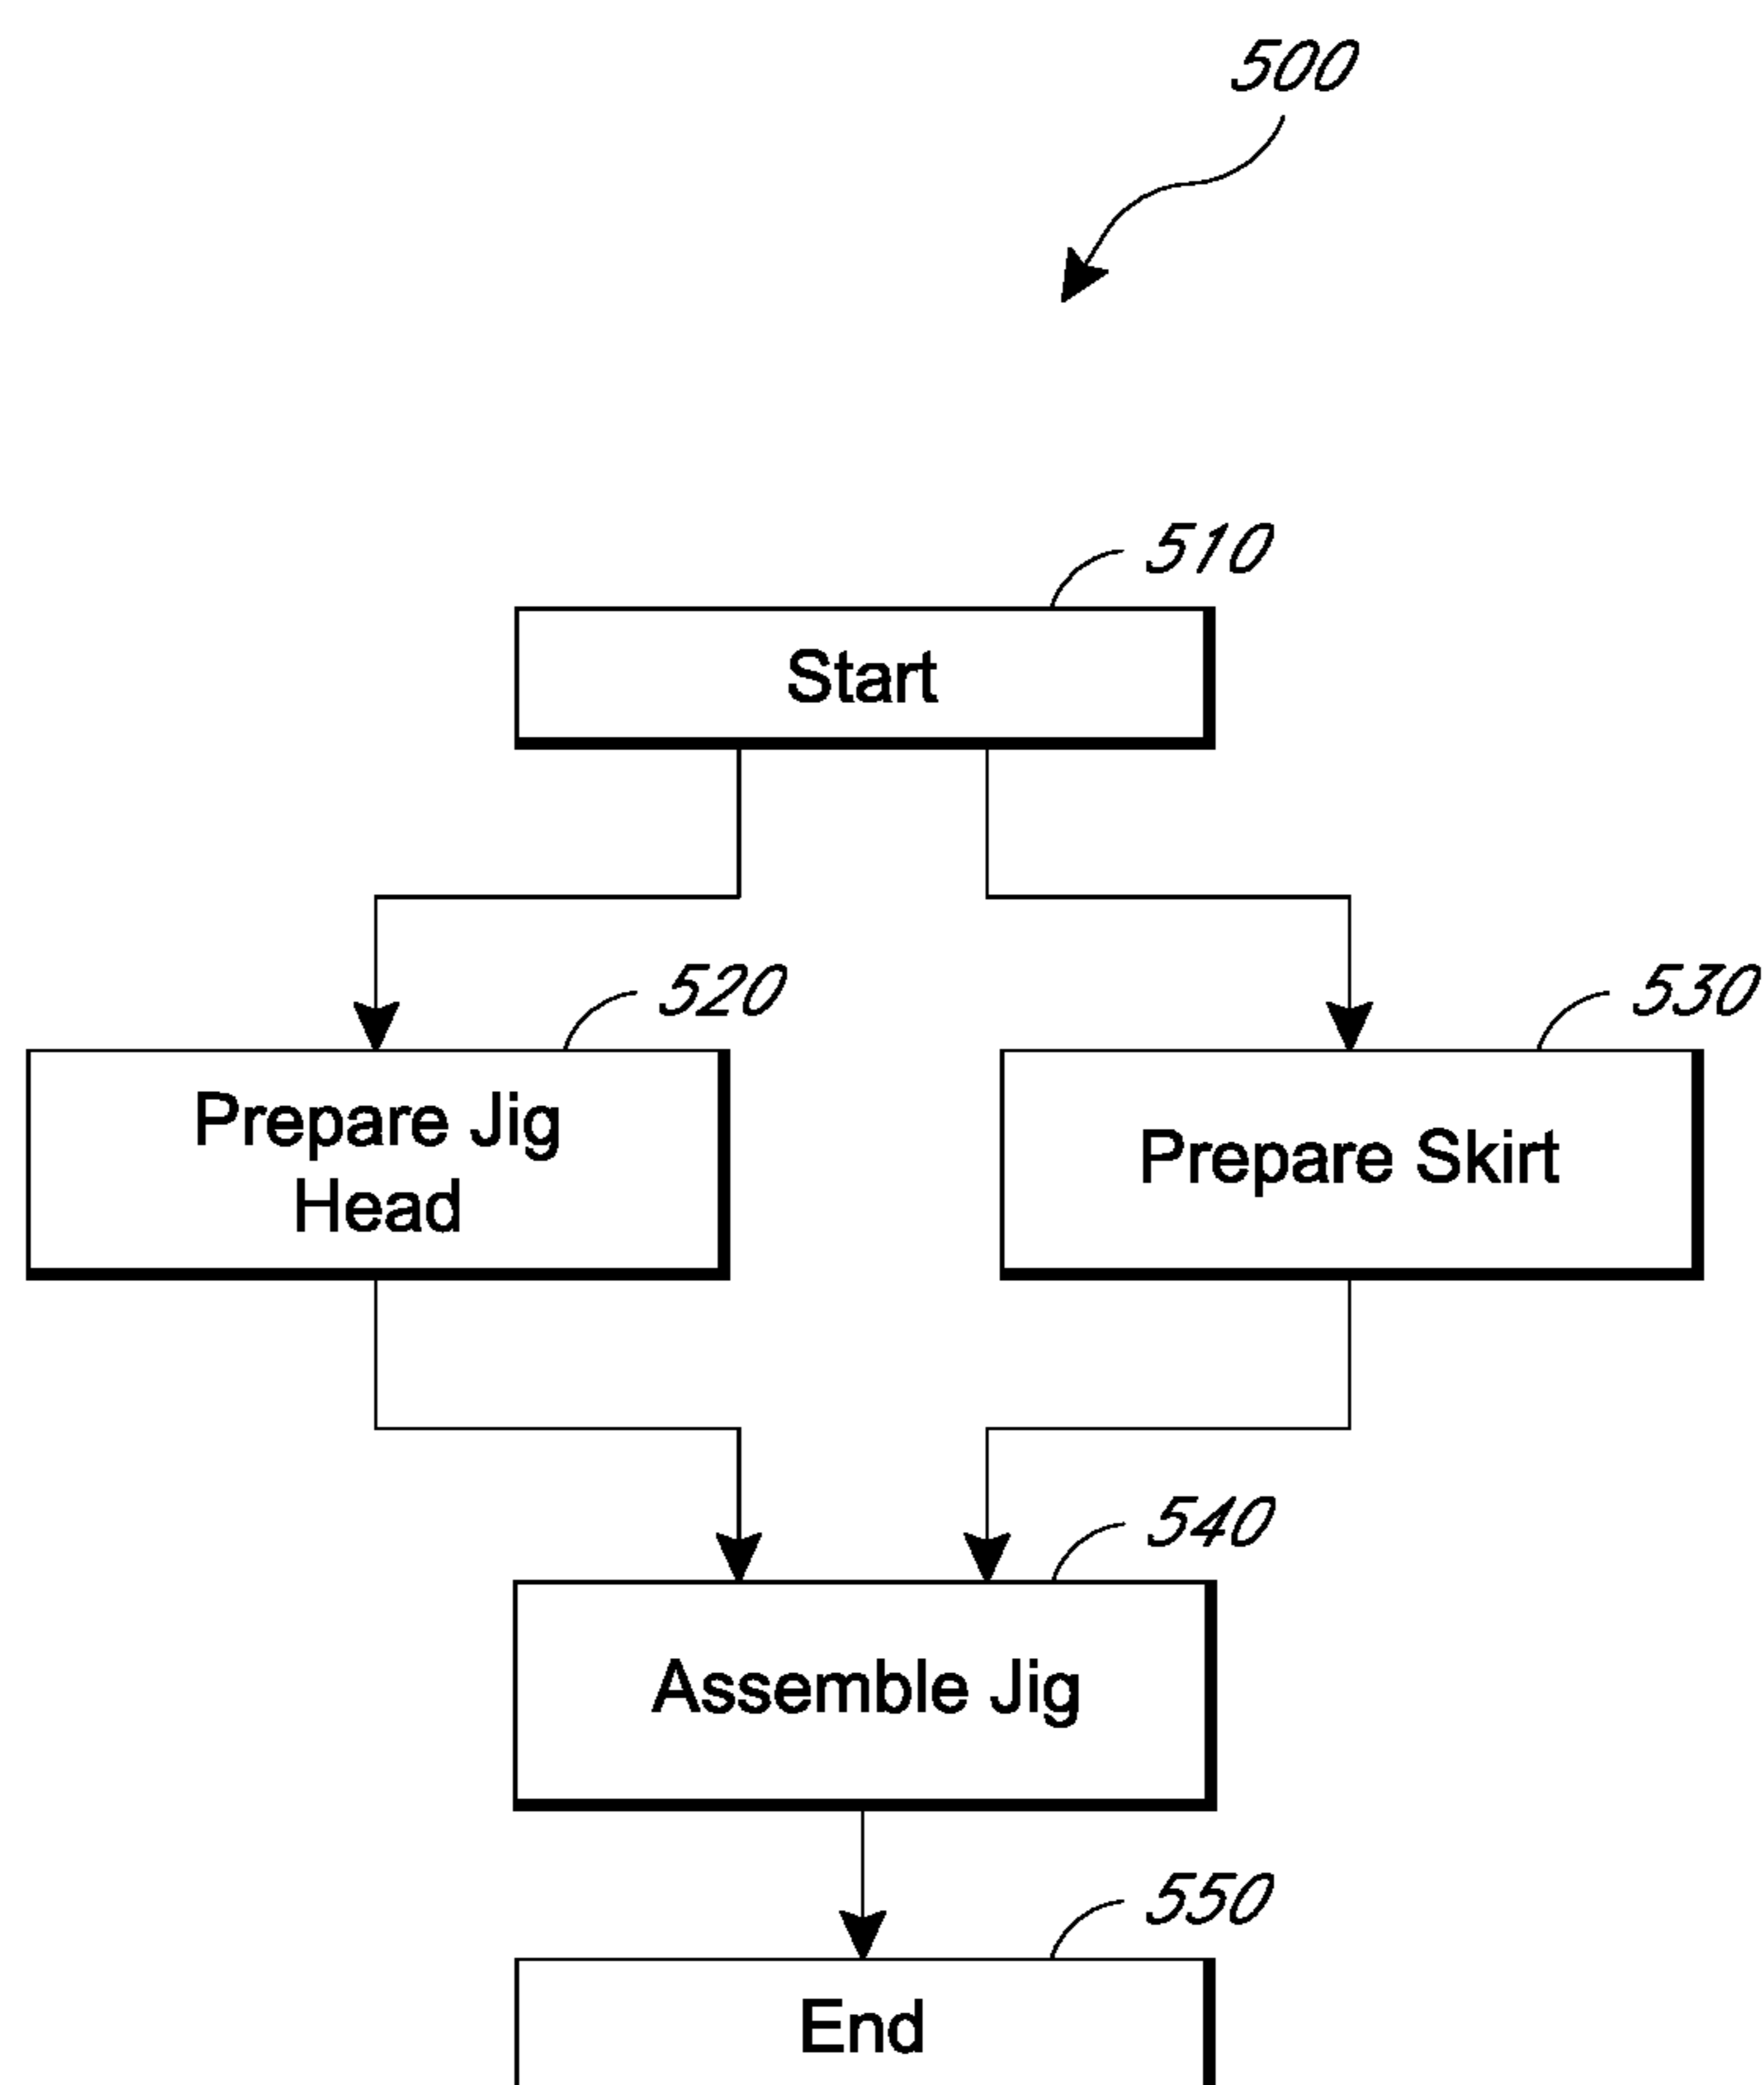 500
510
Start
520
530
Prepare Jig
Head
Prepare Skirt
540
Assemble Jig
550
End